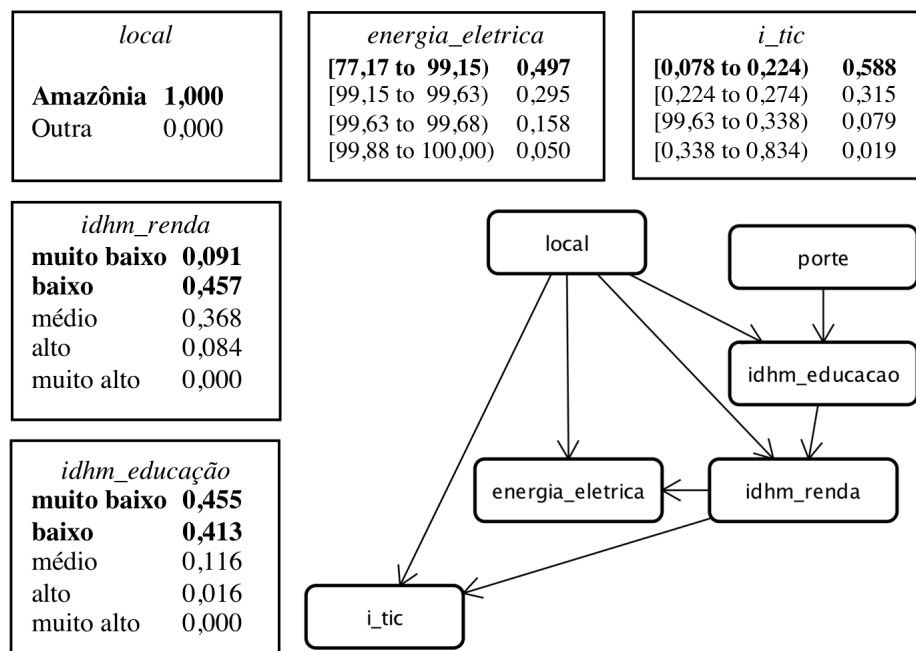 local
Amazônia 1,000
Outra 0,000
energia_eletrica
[77,17 to 99,15) 0,497
[99,15 to 99,63) 0,295
[99,63 to 99,68) 0,158
[99,88 to 100,00) 0,050
i_tic
[0,078 to 0,224) 0,588
[0,224 to 0,274) 0,315
[99,63 to 0,338) 0,079
[0,338 to 0,834) 0,019
idhm_renda
muito baixo 0,091
baixo 0,457
médio 0,368
alto 0,084
muito alto 0,000
idhm_educação
muito baixo 0,455
baixo 0,413
médio 0,116
alto 0,016
muito alto 0,000
local
porte
idhm_educacao
energia_eletrica
idhm_renda
i_tic